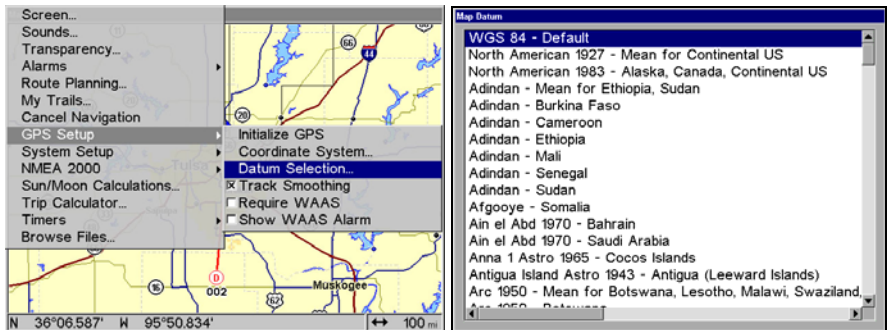 Screen...
Sounds...
Transparency...
Alarms
Route Planning...
My Trails...
Cancel Navigation
GPS Setup
System Setup
NMEA 2000
Sun/Moon Calculations...
Trip Calculator...
Timers
Browse Files...
Initialize GPS
Coordinate System...
Datum Selection...
Track Smoothing
Require WAAS
Show WAAS Alarm
66
44
20
Tulsa
16
D
002
62
Muskogee
N 36°06.587' W 95°50.834'
100 mi
Map Datum
WGS 84 - Default
North American 1927 - Mean for Continental US
North American 1983 - Alaska, Canada, Continental US
Adindan - Mean for Ethiopia, Sudan
Adindan - Burkina Faso
Adindan - Cameroon
Adindan - Ethiopia
Adindan - Mali
Adindan - Senegal
Adindan - Sudan
Afgooye - Somalia
Ain el Abd 1970 - Bahrain
Ain el Abd 1970 - Saudi Arabia
Anna 1 Astro 1965 - Cocos Islands
Antigua Island Astro 1943 - Antigua (Leeward Islands)
Arc 1950 - Mean for Botswana, Lesotho, Malawi, Swaziland,
Arc 1950 - Botswana